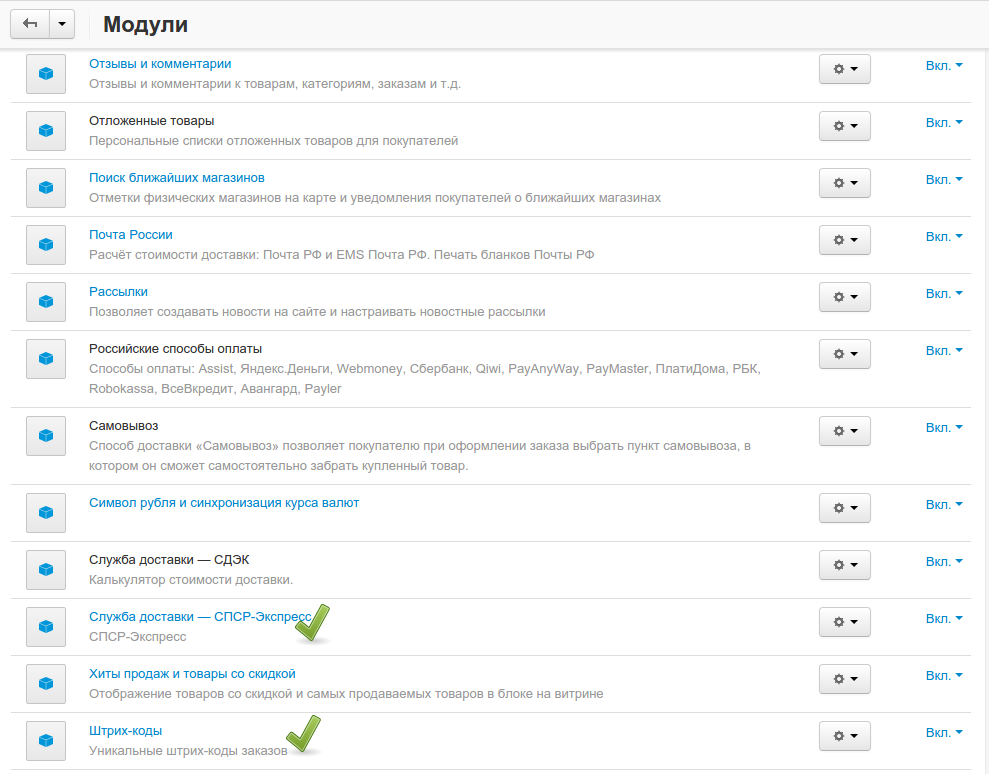 Модули
Отзывы и комментарии
Отзывы и комментарии к товарам, категориям, заказам и т.д.
Вкл.
Отложенные товары
Персональные списки отложенных товаров для покупателей
Вкл.
Поиск ближайших магазинов
Отметки физических магазинов на карте и уведомления покупателей о ближайших магазинах
Вкл.
Почта России
Расчёт стоимости доставки: Почта РФ и EMS Почта РФ. Печать бланков Почты РФ
Вкл.
Рассылки
Позволяет создавать новости на сайте и настраивать новостные рассылки
Вкл.
Российские способы оплаты
Способы оплаты: Assist, Яндекс.Деньги, Webmoney, Сбербанк, Qiwi, PayAnyWay, PayMaster, ПлатиДома, РБК,
Robokassa, ВсеВкредит, Авангард, Payler
Вкл.
Самовывоз
Способ доставки «Самовывоз» позволяет покупателю при оформлении заказа выбрать пункт самовывоза, в
котором он сможет самостоятельно забрать купленный товар.
Вкл.
Символ рубля и синхронизация курса валют
Вкл.
Служба доставки — СДЭК
Калькулятор стоимости доставки.
Вкл.
Служба доставки — СПСР-Экспресс
СПСР-Экспресс
Вкл.
Хиты продаж и товары со скидкой
Отображение товаров со скидкой и самых продаваемых товаров в блоке на витрине
Вкл.
Штрих-коды
Уникальные штрих-коды заказов
Вкл.